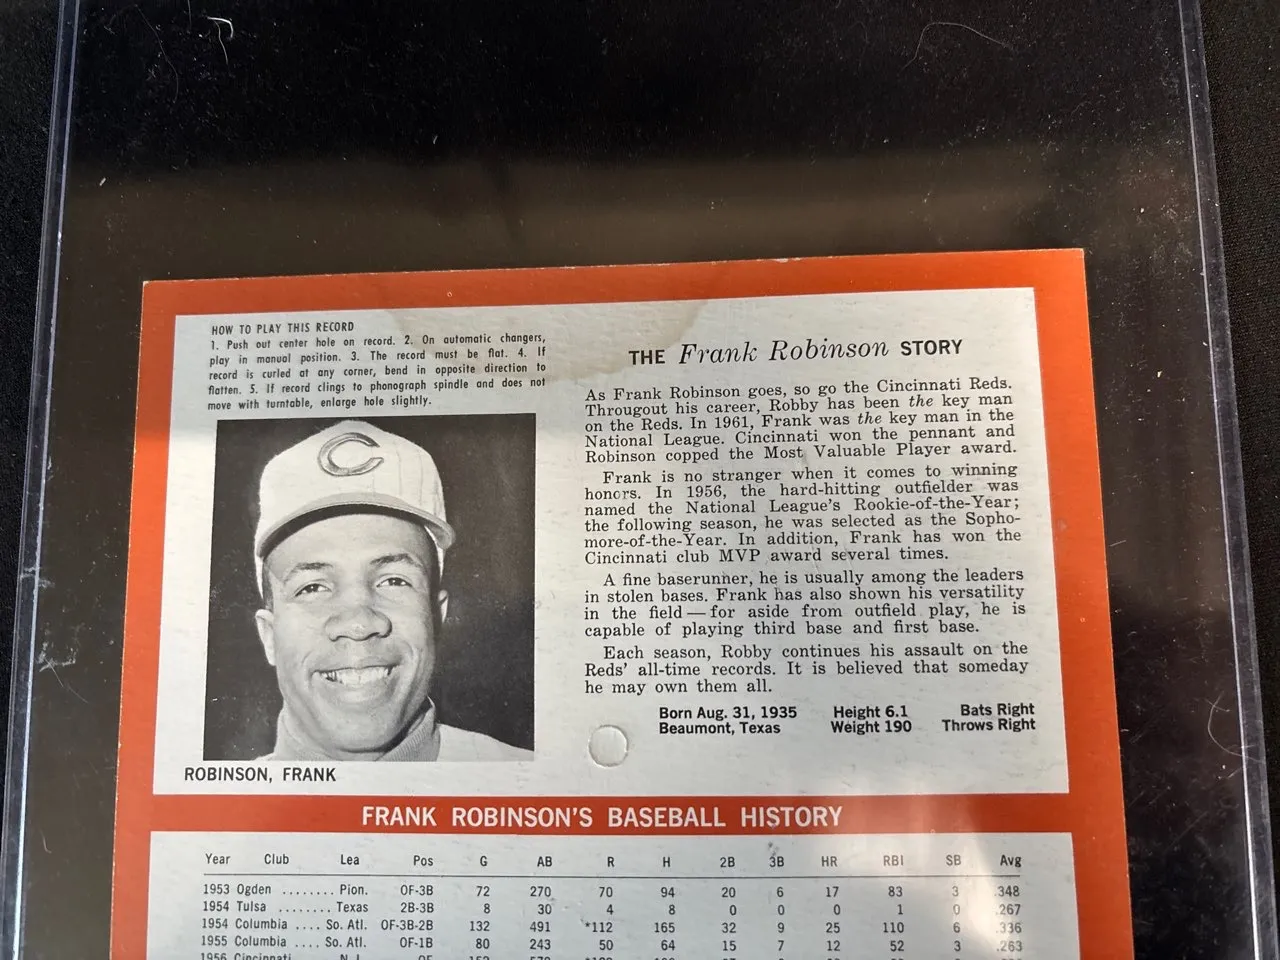 HOW TO PLAY THIS RECORD
1. Push out center hole on record. 2. On automatic changers,
play in manual position. 3. The record must be flat. 4. If
record is curled at any corner, bend in opposite direction to
flatten. 5. If record clings to phonograph spindle and does not
move with turntable, enlarge hole slightly.
C
ROBINSON, FRANK
THE Frank Robinson STORY
As Frank Robinson goes, so go the Cincinnati Reds.
Througout his career, Robby has been the key man
on the Reds. In 1961, Frank was the key man in the
National League. Cincinnati won the pennant and
Robinson copped the Most Valuable Player award.
Frank is no stranger when it comes to winning
honors. In 1956, the hard-hitting outfielder was
named the National League's Rookie-of-the-Year;
the following season, he was selected as the Sopho-
more-of-the-Year. In addition, Frank has won the
Cincinnati club MVP award several times.
A fine baserunner, he is usually among the leaders
in stolen bases. Frank has also shown his versatility
in the field — for aside from outfield play, he is
capable of playing third base and first base.
Each season, Robby continues his assault on the
Reds' all-time records. It is believed that someday
he may own them all.
Born Aug. 31, 1935 Height 6.1 Bats Right
Beaumont, Texas Weight 190 Throws Right
FRANK ROBINSON'S BASEBALL HISTORY
Year Club Lea Pos G AB R H 2B 3B HR RBI SB Avg
1953 Ogden ........ Pion. OF-3B 72 270 70 94 20 6 17 83 3 .348
1954 Tulsa ........ Texas 2B-3B 8 30 4 8 0 0 0 1 0 .267
1954 Columbia .... So. Atl. OF-3B-2B 132 491 *112 165 32 9 25 110 6 .336
1955 Columbia .... So. Atl. OF-1B 80 243 50 64 15 7 12 52 3 .263
1956 Cincinnati